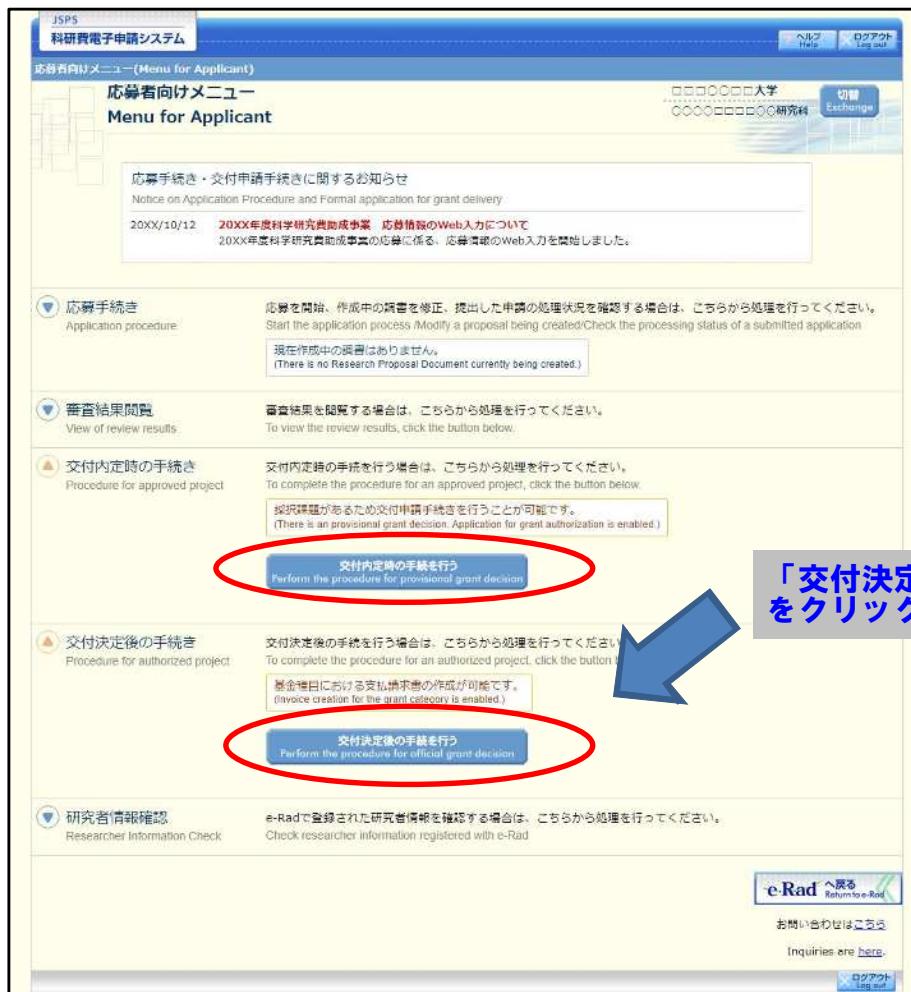 JSPS
科研費電子申請システム
ヘルプ
Help
ログアウト
Log out
応募者向けメニュー(Menu for Applicant)
応募者向けメニュー
Menu for Applicant
□□□○○○□□大学
○○○○□□□□○○研究科
切替
Exchange
応募手続き・交付申請手続きに関するお知らせ
Notice on Application Procedure and Formal application for grant delivery
20XX/10/12 20XX年度科学研究費助成事業 応募情報のWeb入力について
20XX年度科学研究費助成事業の応募に係る、応募情報のWeb入力を開始しました。
応募手続き
Application procedure
応募を開始、作成中の調書を修正、提出した申請の処理状況を確認する場合は、こちらから処理を行ってください。
Start the application process /Modify a proposal being created/Check the processing status of a submitted application
現在作成中の調書はありません。
(There is no Research Proposal Document currently being created.)
審査結果閲覧
View of review results
審査結果を閲覧する場合は、こちらから処理を行ってください。
To view the review results, click the button below.
交付内定時の手続き
Procedure for approved project
交付内定時の手続を行う場合は、こちらから処理を行ってください。
To complete the procedure for an approved project, click the button below.
採択課題があるため交付申請手続きを行うことが可能です。
(There is an provisional grant decision. Application for grant authorization is enabled.)
交付内定時の手続を行う
Perform the procedure for provisional grant decision
「交付決定
をクリック
交付決定後の手続き
Procedure for authorized project
交付決定後の手続を行う場合は、こちらから処理を行ってください
To complete the procedure for an authorized project, click the button
基金種目における支払請求書の作成が可能です。
(Invoice creation for the grant category is enabled.)
交付決定後の手続を行う
Perform the procedure for official grant decision
研究者情報確認
Researcher Information Check
e-Radで登録された研究者情報を確認する場合は、こちらから処理を行ってください。
Check researcher information registered with e-Rad
e-Rad へ戻る
Return to e-Rad
お問い合わせはこちら
Inquiries are here.
ログアウト
Log out